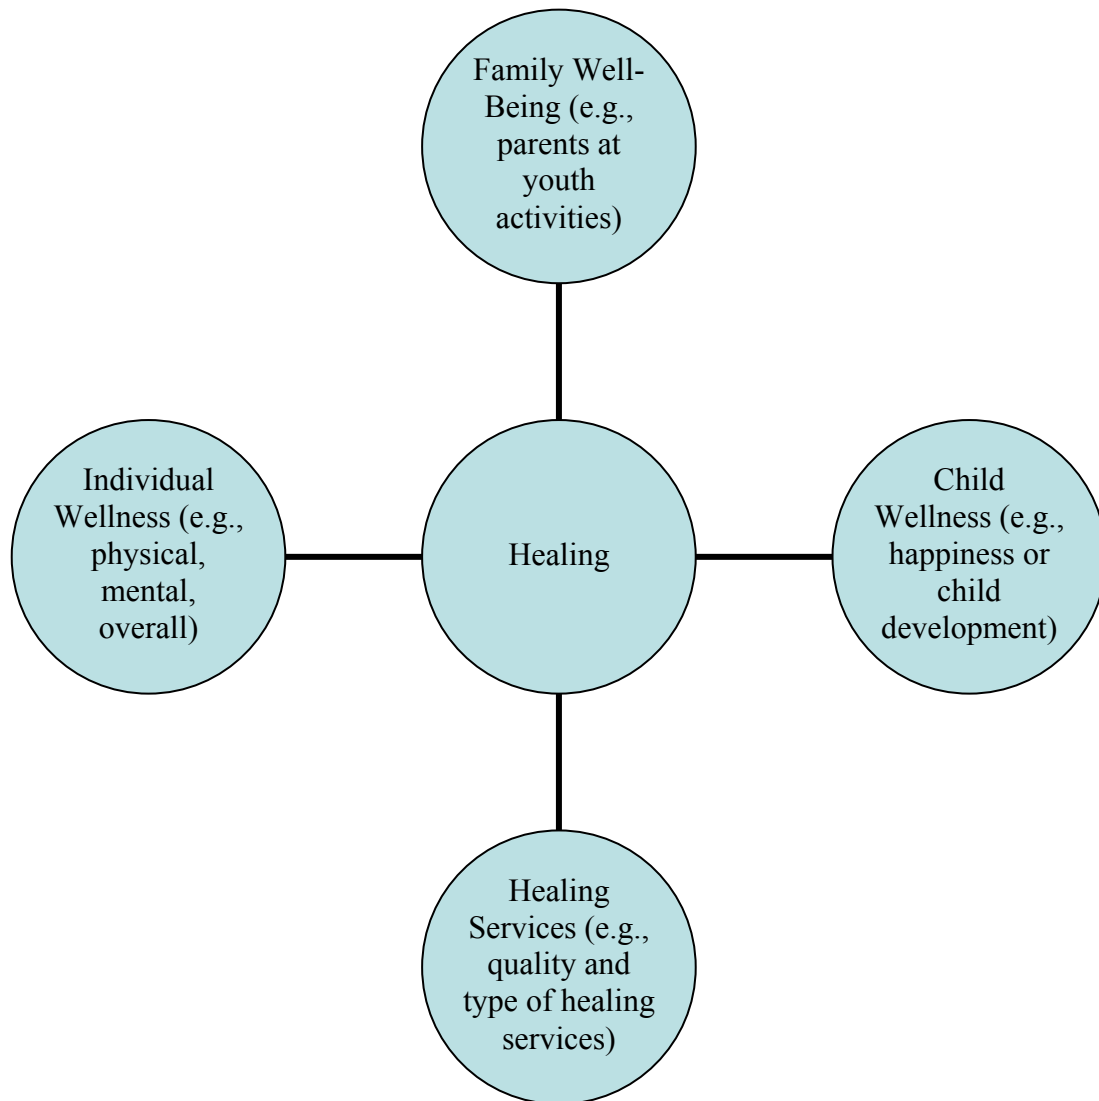 Family Well-
Being (e.g.,
parents at
youth
activities)
Individual
Wellness (e.g.,
physical,
mental,
overall)
Healing
Child
Wellness (e.g.,
happiness or
child
development)
Healing
Services (e.g.,
quality and
type of healing
services)